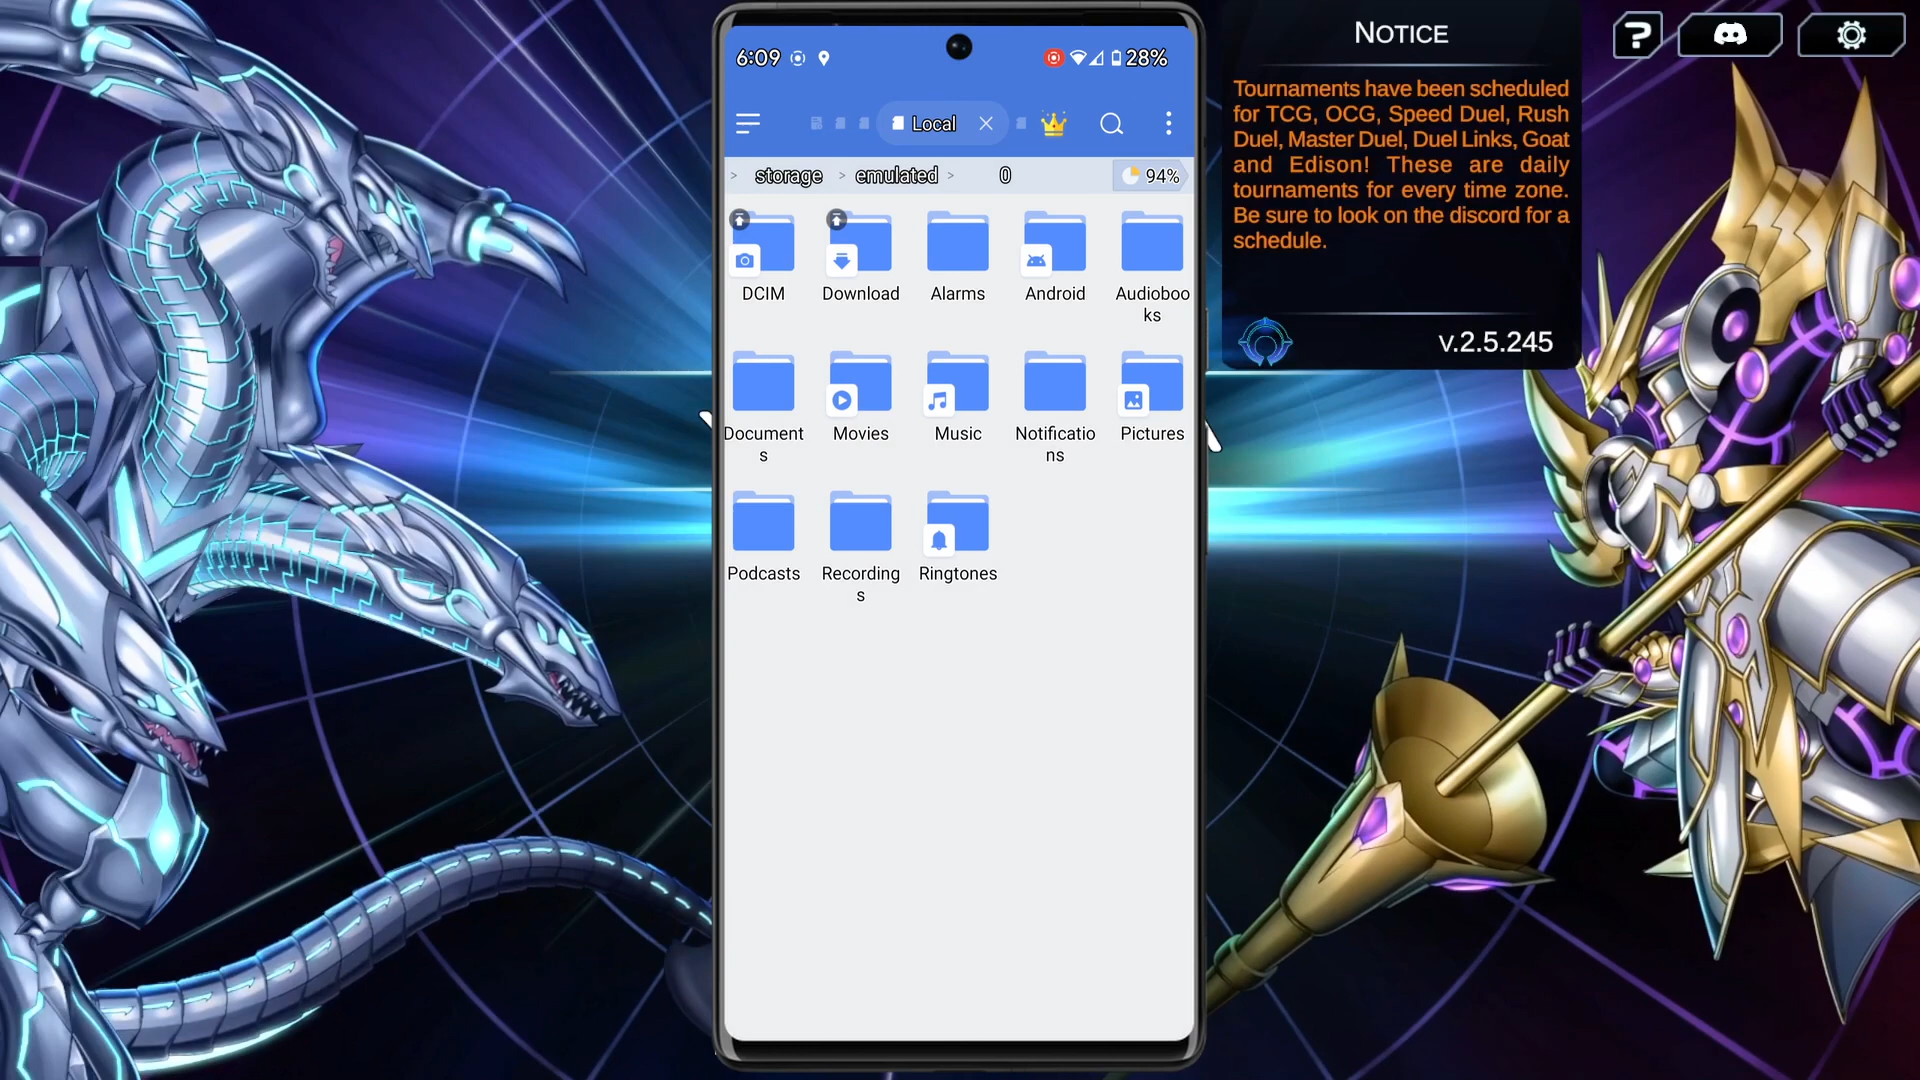 6:09
28%
Local
storage > emulated > 0
94%
DCIM
Download
Alarms
Android
Audioboo
ks
Document
s
Movies
Music
Notificatio
ns
Pictures
Podcasts
Recording
s
Ringtones
NOTICE
Tournaments have been scheduled
for TCG, OCG, Speed Duel, Rush
Duel, Master Duel, Duel Links, Goat
and Edison! These are daily
tournaments for every time zone.
Be sure to look on the discord for a
schedule.
v.2.5.245
?